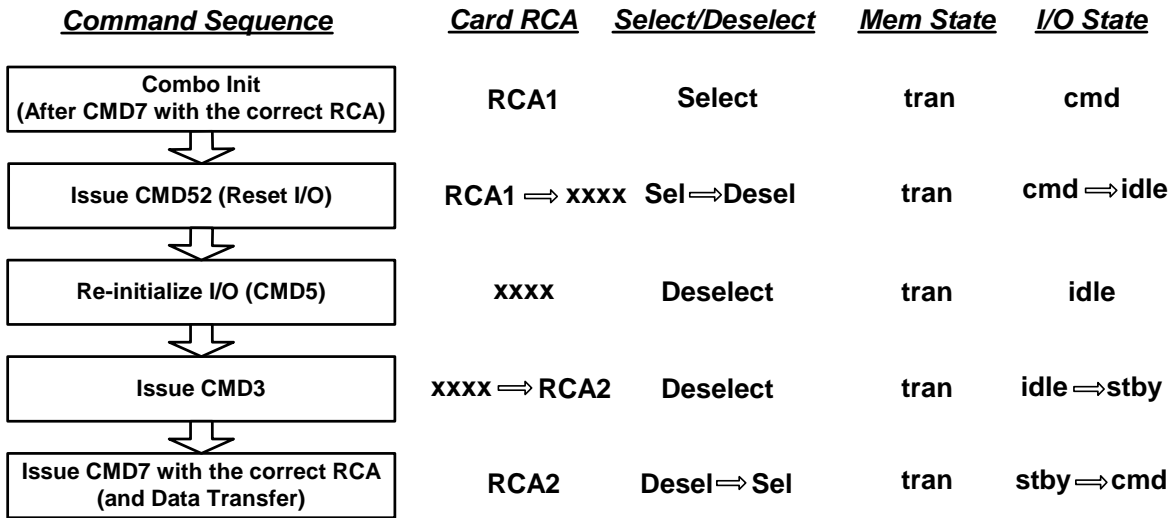 Command Sequence Card RCA Select/Deselect Mem State I/O State
Combo Init
(After CMD7 with the correct RCA) RCA1 Select tran cmd
Issue CMD52 (Reset I/O) RCA1 ⇒ xxxx Sel⇒Desel tran cmd ⇒ idle
Re-initialize I/O (CMD5) xxxx Deselect tran idle
Issue CMD3 xxxx ⇒ RCA2 Deselect tran idle ⇒ stby
Issue CMD7 with the correct RCA
(and Data Transfer) RCA2 Desel⇒ Sel tran stby ⇒ cmd